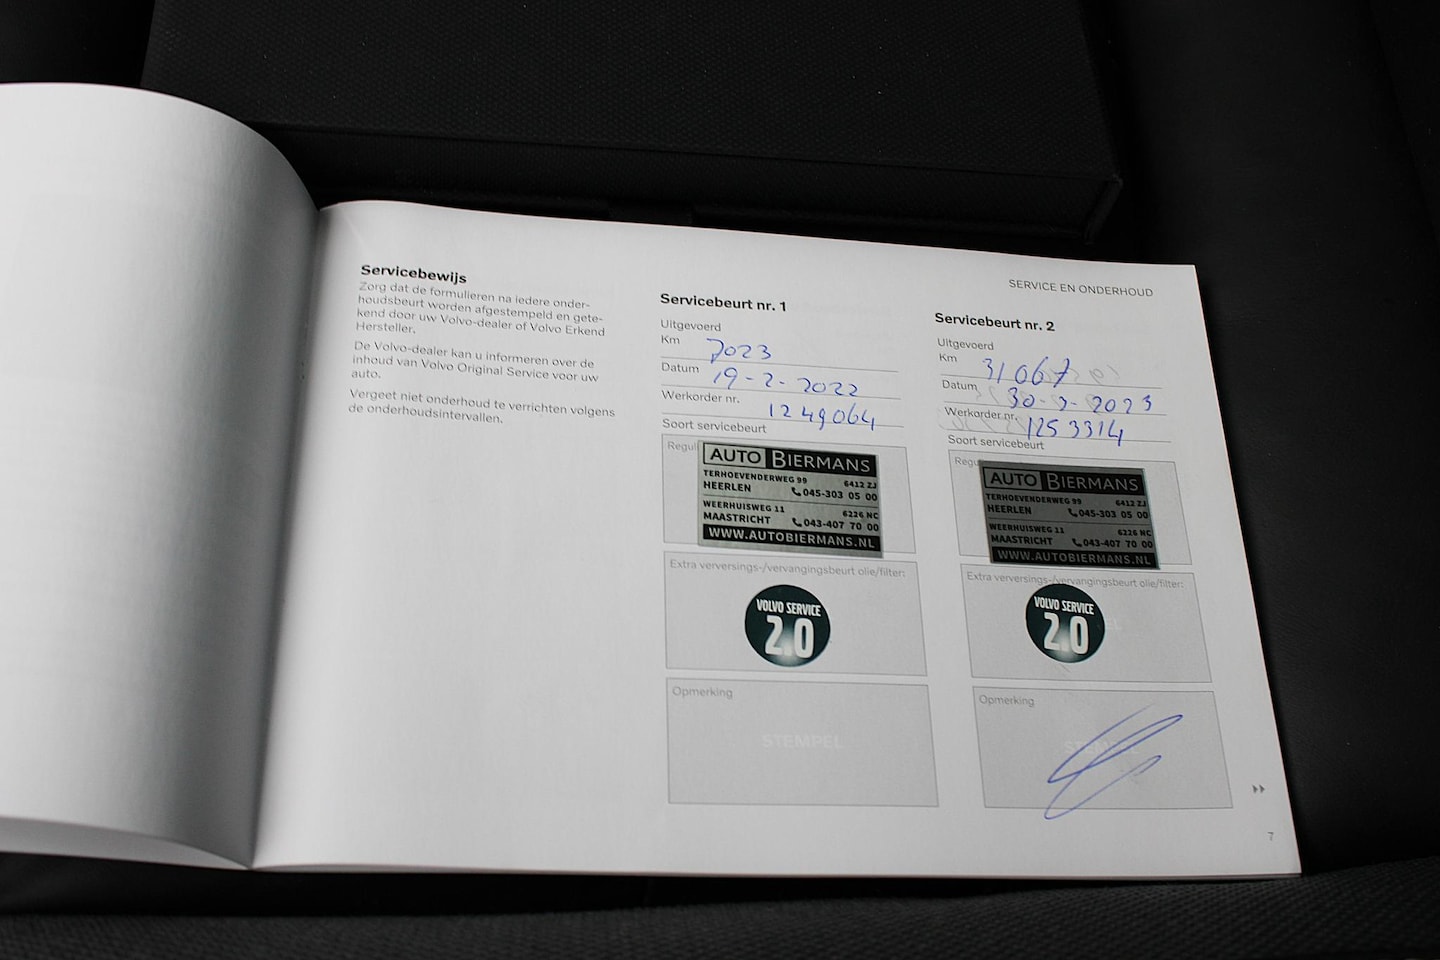 SERVICE EN ONDERHOUD
Servicebewijs
Zorg dat de formulieren na iedere onder-
houdsbeurt worden afgestempeld en gete-
kend door uw Volvo-dealer of Volvo Erkend
Hersteller.
De Volvo-dealer kan u informeren over de
inhoud van Volvo Original Service voor uw
auto.
Vergeet niet onderhoud te verrichten volgens
de onderhoudsintervallen.
Servicebeurt nr. 1
Uitgevoerd
Km 7023
Datum 19-2-2022
Werkorder nr. 1249064
Soort servicebeurt
AUTO BIERMANS
TERHOEVENDERWEG 99 6412 ZJ
HEERLEN 045-303 05 00
WEERHUISWEG 11 6226 NC
MAASTRICHT 043-407 70 00
WWW.AUTOBIERMANS.NL
Extra verversings-/vervangingsbeurt olie/filter:
VOLVO SERVICE
2.0
Opmerking
STEMPEL
Servicebeurt nr. 2
Uitgevoerd
Km 31067
Datum 2023
Werkorder nr. 1253314
Soort servicebeurt
AUTO BIERMANS
TERHOEVENDERWEG 99 6412 ZJ
HEERLEN 045-303 05 00
WEERHUISWEG 11 6226 NC
MAASTRICHT 043-407 70 00
WWW.AUTOBIERMANS.NL
Extra verversings-/vervangingsbeurt olie/filter:
VOLVO SERVICE
2.0
Opmerking
7